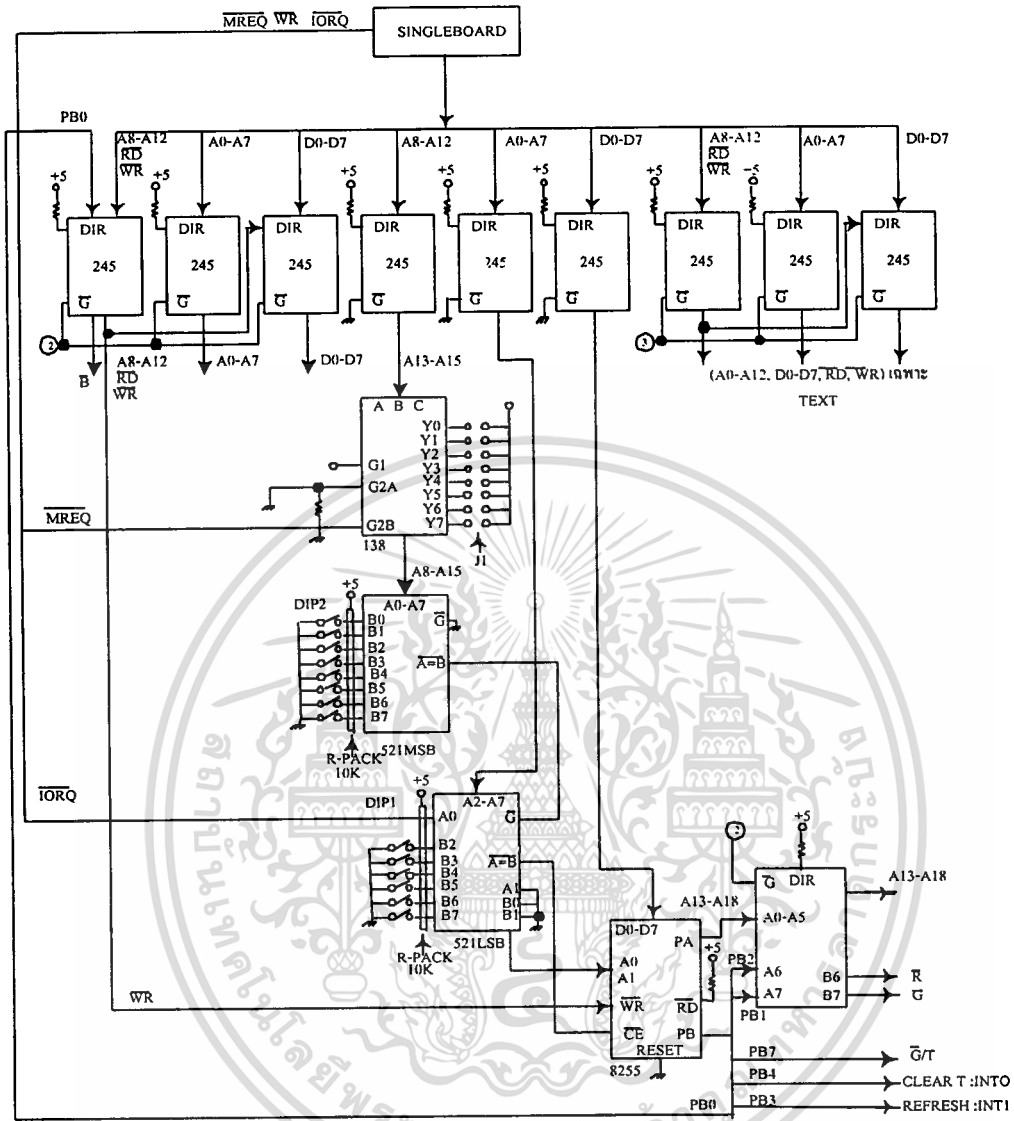 MREQ WR IORQ
SINGLEBOARD
PB0
A8-A12
RD
WR
A0-A7
D0-D7
A8-A12
A0-A7
D0-D7
A8-A12
RD
WR
A0-A7
D0-D7
+5
+5
+5
+5
+5
+5
DIR
245
G
DIR
245
G
DIR
245
G
DIR
245
G
DIR
245
G
DIR
245
G
DIR
245
G
DIR
245
G
DIR
245
G
2
3
B
A8-A12
RD
WR
A0-A7
D0-D7
A13-A15
(A0-A12, D0-D7, RD, WR) เฉพาะ
TEXT
A B C
Y0
Y1
Y2
Y3
Y4
Y5
Y6
Y7
G1
G2A
G2B
138
J1
MREQ
A8-A15
+5
DIP2
A0-A7
B0
B1
B2
B3
B4
B5
B6
B7
G
A=B
R-PACK
10K
521MSB
IORQ
DIP1
+5
A2-A7
A0
G
B2
B3
B4
B5
B6
B7
A=B
A1
B0
B1
521LSB
R-PACK
10K
WR
D0-D7
PA
A0
A1
WR
RD
CE
PB
RESET
8255
A13-A18
+5
PB2
PB1
2
+5
G
DIR
A0-A5
A6
A7
B6
B7
A13-A18
R
G
PB7
G/T
PB4
CLEAR T :INTO
PB0
PB3
REFRESH :INT1